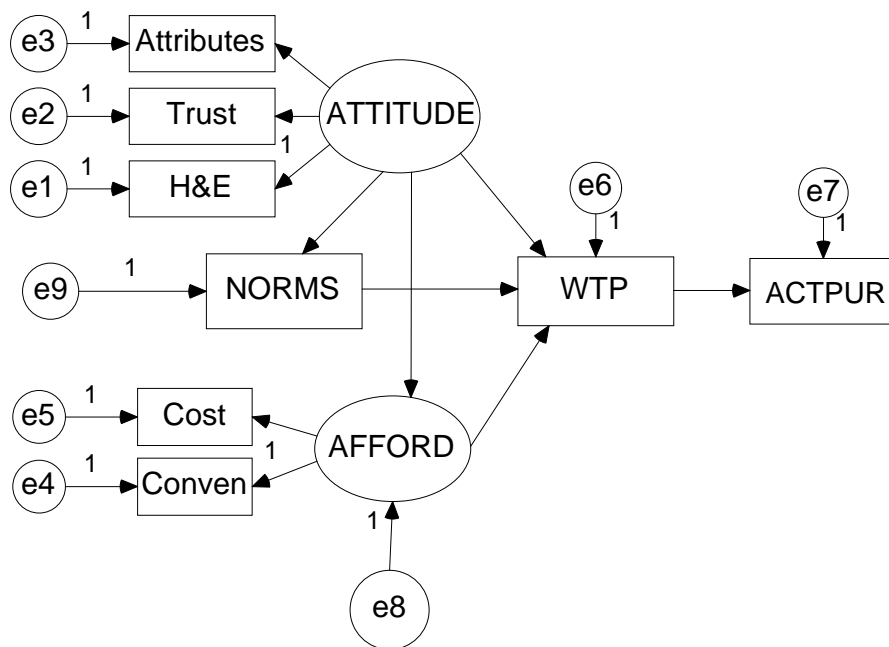 e3
1
Attributes
e2
1
Trust
ATTITUDE
1
e1
1
H&E
e6
1
e7
1
e9
1
NORMS
WTP
ACTPUR
e5
1
Cost
1
AFFORD
e4
1
Conven
1
e8